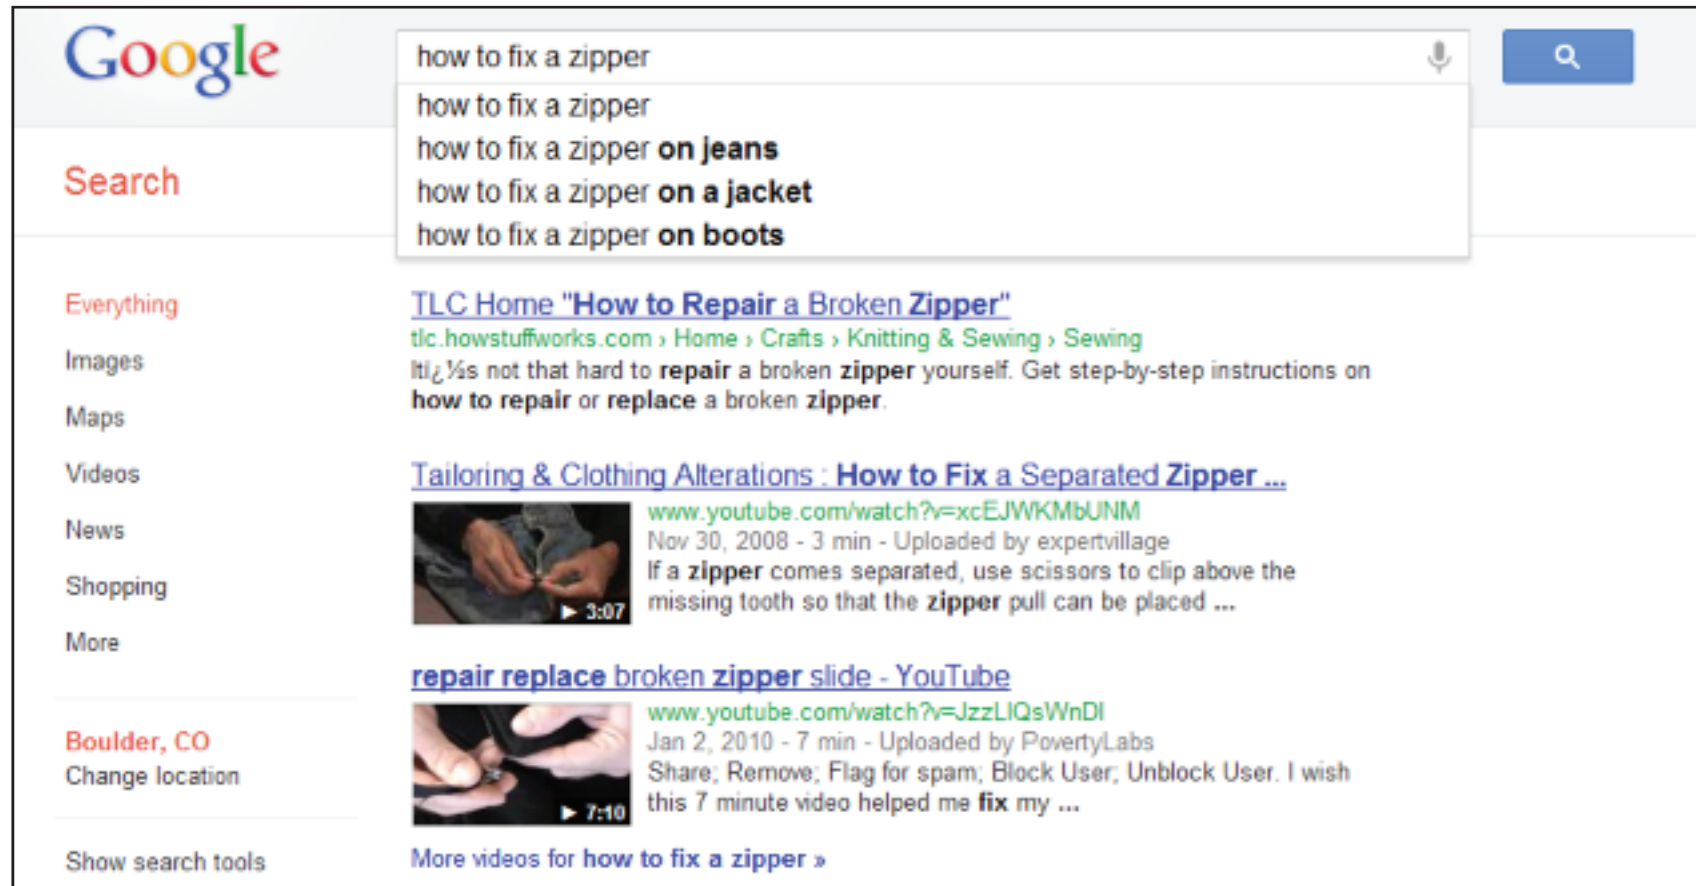 Google
how to fix a zipper
how to fix a zipper
how to fix a zipper on jeans
how to fix a zipper on a jacket
how to fix a zipper on boots
Search
Everything
Images
Maps
Videos
News
Shopping
More
Boulder, CO
Change location
Show search tools
TLC Home "How to Repair a Broken Zipper"
tlc.howstuffworks.com › Home › Crafts › Knitting & Sewing › Sewing
Itï¿½s not that hard to repair a broken zipper yourself. Get step-by-step instructions on
how to repair or replace a broken zipper.
Tailoring & Clothing Alterations : How to Fix a Separated Zipper ...
www.youtube.com/watch?v=xcEJWKMbUNM
Nov 30, 2008 - 3 min - Uploaded by expertvillage
If a zipper comes separated, use scissors to clip above the
missing tooth so that the zipper pull can be placed ...
3:07
repair replace broken zipper slide - YouTube
www.youtube.com/watch?v=JzzLlQsWnDI
Jan 2, 2010 - 7 min - Uploaded by PovertyLabs
Share; Remove; Flag for spam; Block User; Unblock User. I wish
this 7 minute video helped me fix my ...
7:10
More videos for how to fix a zipper »